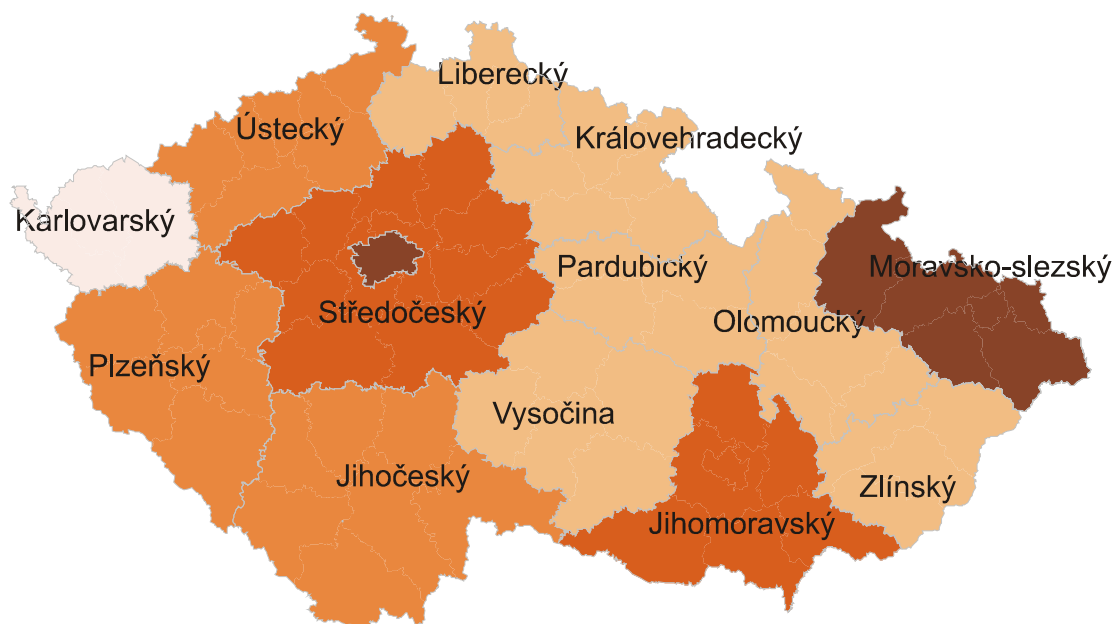 Liberecký
Ústecký
Královehradecký
Karlovarský
Pardubický
Moravsko-slezský
Středočeský
Olomoucký
Plzeňský
Vysočina
Jihočeský
Zlínský
Jihomoravský